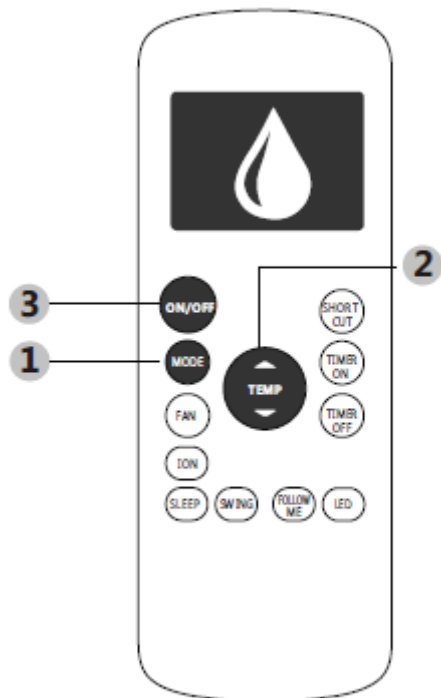 2
3
ON/OFF
SHORT
CUT
1
MODE
TEMP
TIMER
ON
FAN
TIMER
OFF
ION
SLEEP
SWING
FOLLOW
ME
LED